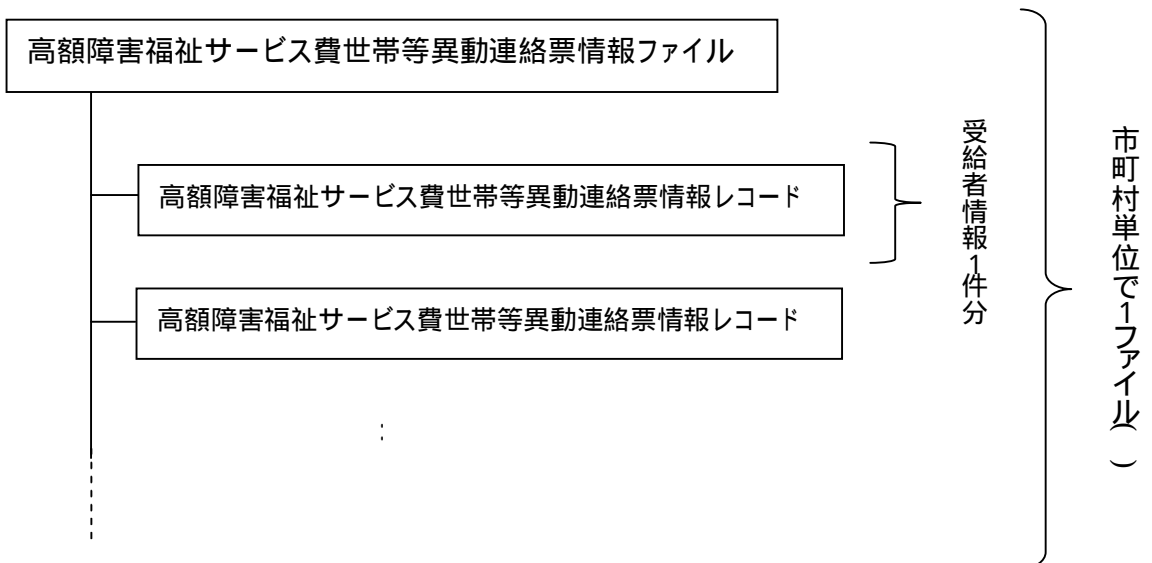 高額障害福祉サービス費世帯等異動連絡票情報ファイル
高額障害福祉サービス費世帯等異動連絡票情報レコード
高額障害福祉サービス費世帯等異動連絡票情報レコード
:
受給者情報1件分
市町村単位で1ファイル( )